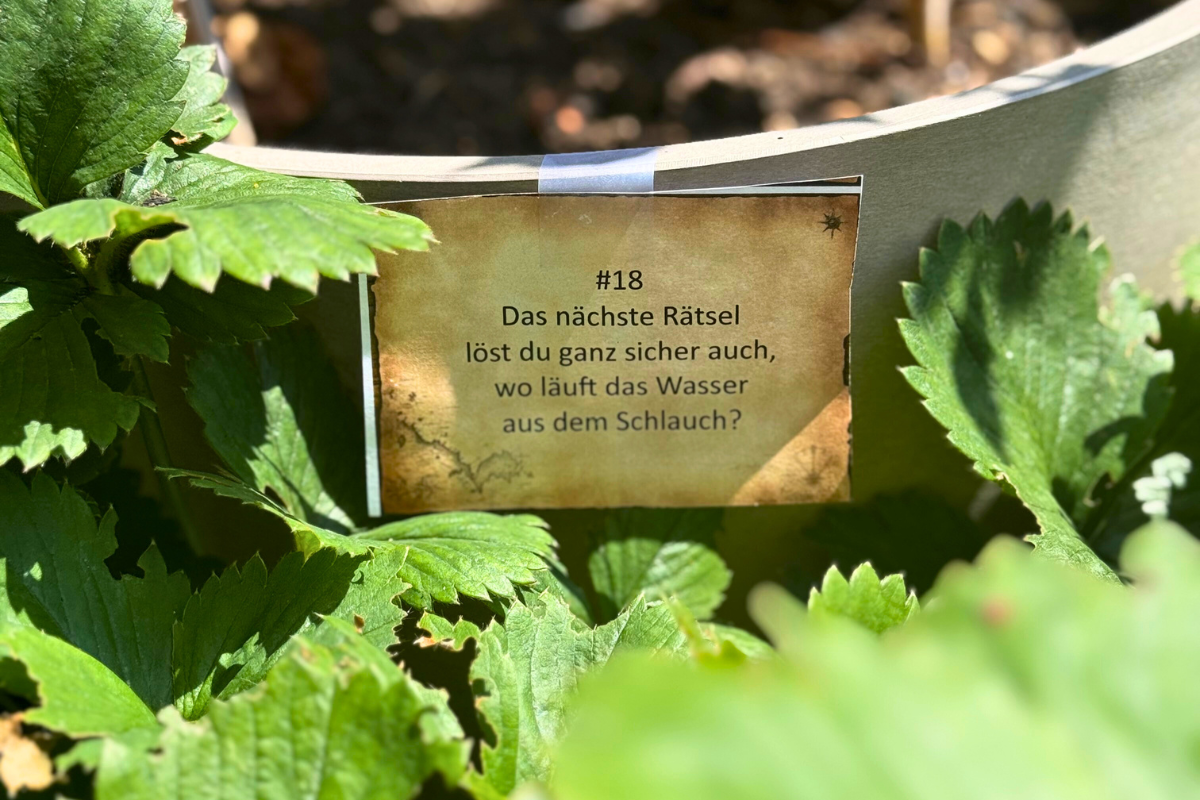 #18
Das nächste Rätsel
löst du ganz sicher auch,
wo läuft das Wasser
aus dem Schlauch?